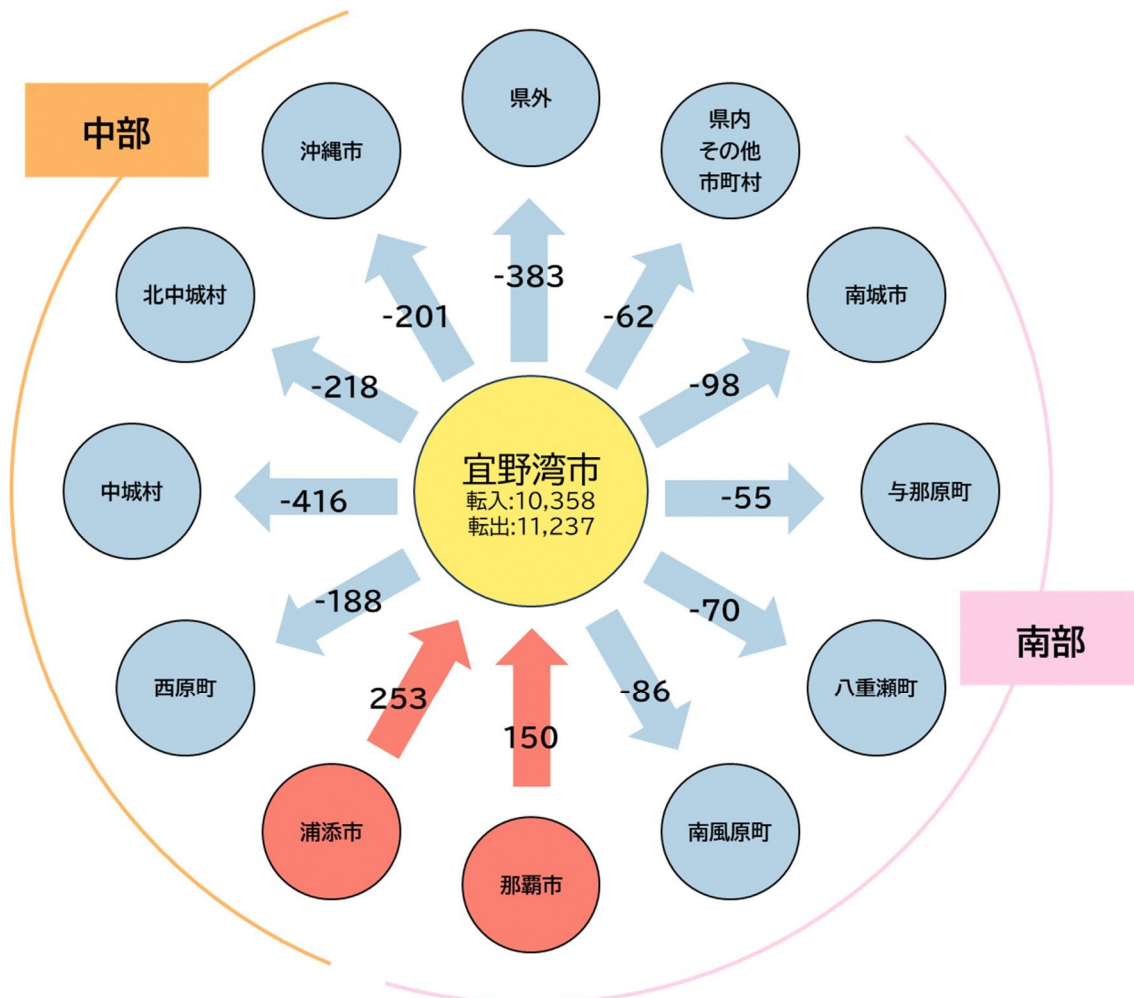 中部
沖縄市
県外
県内
その他
市町村
北中城村
南城市
中城村
与那原町
西原町
八重瀬町
浦添市
那覇市
南風原町
南部
宜野湾市
転入:10,358
転出:11,237
-383
-62
-98
-55
-70
-86
150
253
-188
-416
-218
-201